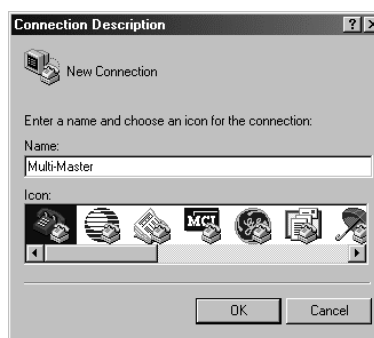 Connection Description
New Connection
Enter a name and choose an icon for the connection:
Name:
Multi-Master
Icon:
MCI
OK
Cancel